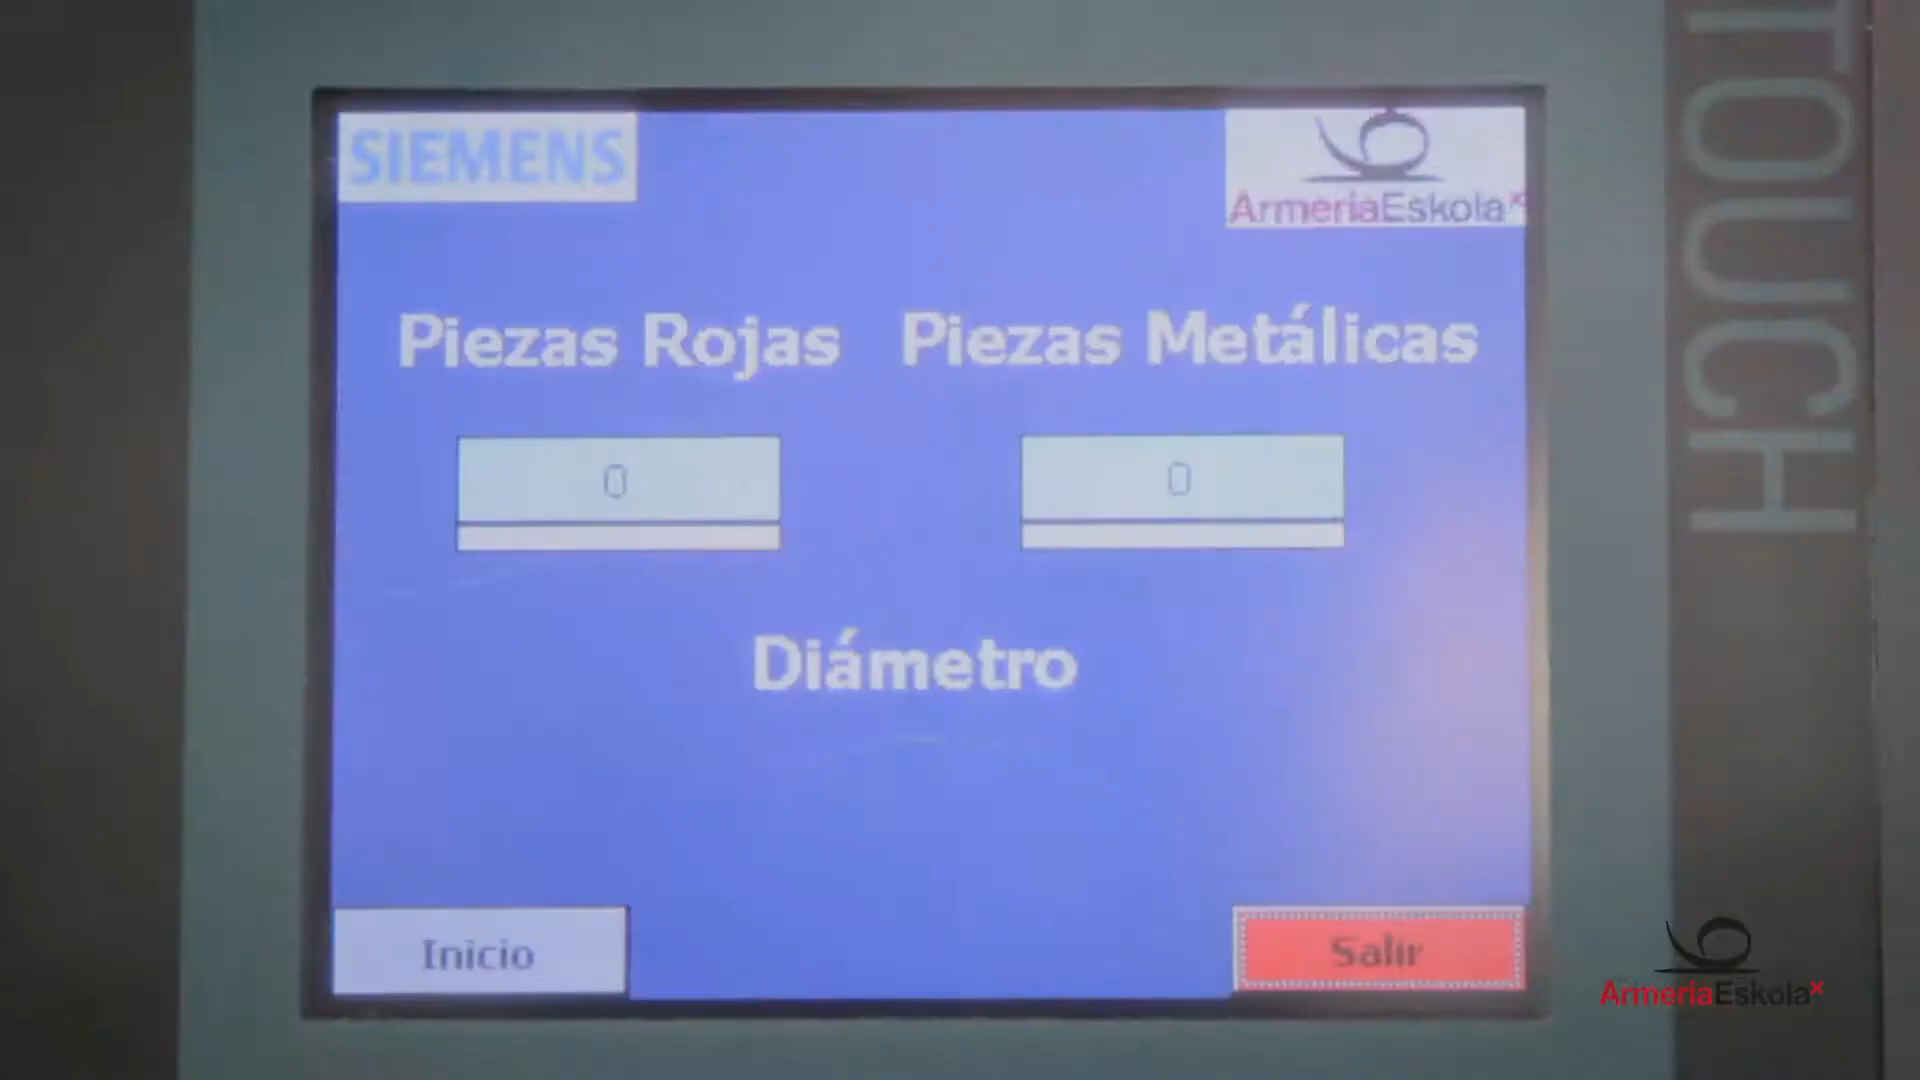 SIEMENS
ArmeriaEskola
Piezas Rojas
Piezas Metálicas
0
0
Diámetro
Inicio
Salir
TOUCH
ArmeriaEskola